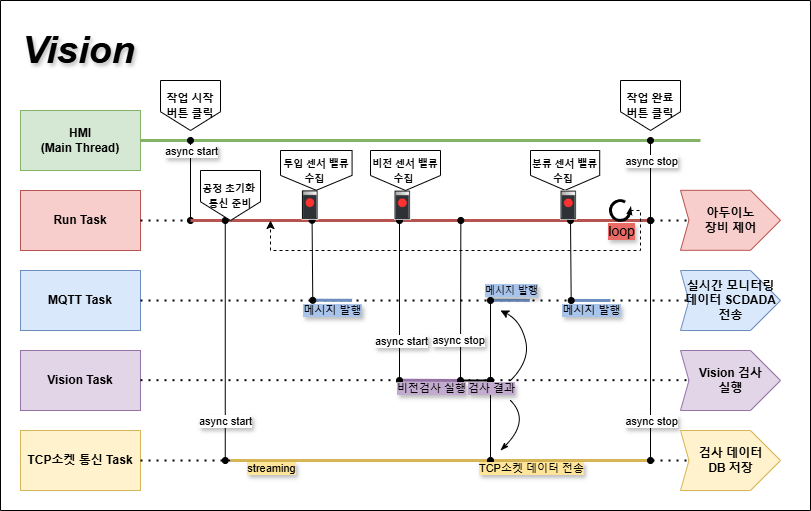 Vision
작업 시작
버튼 클릭
작업 완료
버튼 클릭
HMI
(Main Thread)
async start
async stop
투입 센서 밸류
수집
비전 센서 밸류
수집
분류 센서 밸류
수집
공정 초기화
통신 준비
Run Task
loop
아두이노
장비 제어
MQTT Task
메시지 발행
메시지 발행
메시지 발행
실시간 모니터링
데이터 SCDADA
전송
async start
async stop
Vision Task
비전검사 실행
검사 결과
Vision 검사
실행
async start
async stop
TCP소켓 통신 Task
streaming
TCP소켓 데이터 전송
검사 데이터
DB 저장